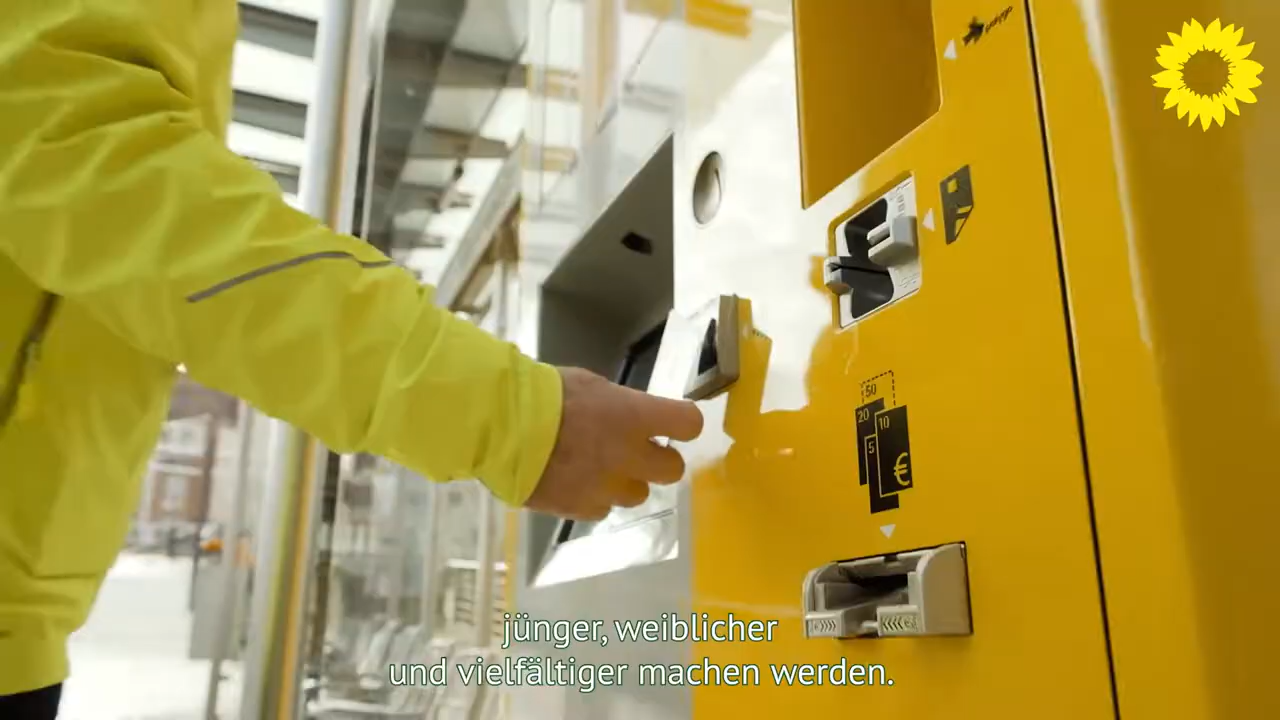 50
20
10
5
€
jünger, weiblicher
und vielfältiger machen werden.